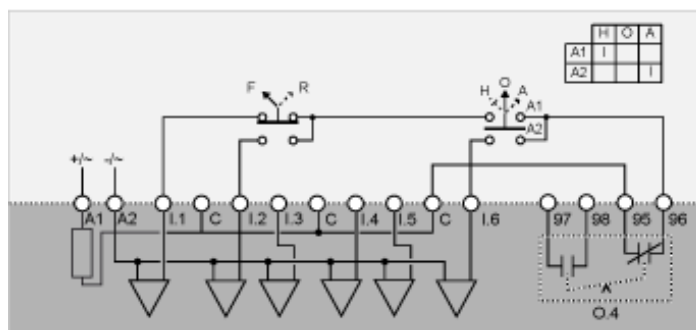 H O A
A1 I
A2 I
F R
H O A
A1
A2
+/~ -/~
A1 A2 I.1 C I.2 I.3 C I.4 I.5 C I.6 97 98 95 96
A
O.4